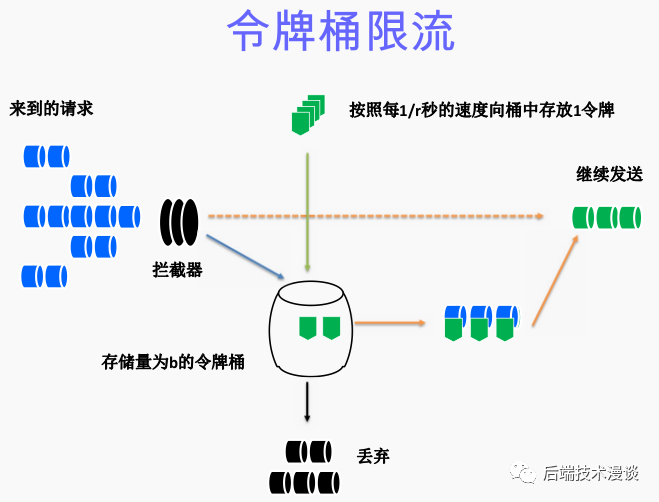 令牌桶限流
来到的请求
按照每1/r秒的速度向桶中存放1令牌
继续发送
拦截器
存储量为b的令牌桶
丢弃
后端技术漫谈